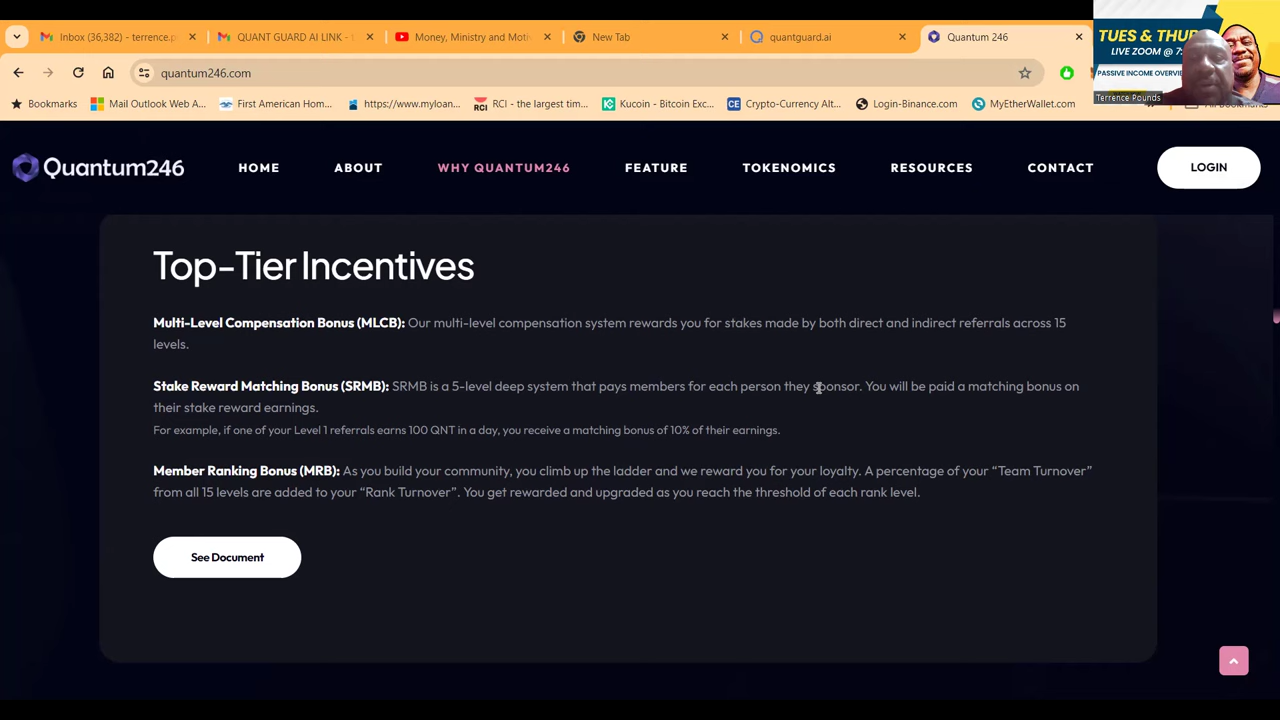 Inbox (36,382) - terrence.p
QUANT GUARD AI LINK - t
Money, Ministry and Moti
New Tab
quantguard.ai
Quantum 246
TUES & THUR
LIVE ZOOM @ 7:
PASSIVE INCOME OVERVIE
Terrence Pounds
quantum246.com
Bookmarks
Mail Outlook Web A...
First American Hom...
https://www.myloan...
RCI - the largest tim...
Kucoin - Bitcoin Exc...
CE Crypto-Currency Alt...
Login-Binance.com
MyEtherWallet.com
All Bookmarks
Quantum246
HOME
ABOUT
WHY QUANTUM246
FEATURE
TOKENOMICS
RESOURCES
CONTACT
LOGIN
Top-Tier Incentives
Multi-Level Compensation Bonus (MLCB): Our multi-level compensation system rewards you for stakes made by both direct and indirect referrals across 15
levels.
Stake Reward Matching Bonus (SRMB): SRMB is a 5-level deep system that pays members for each person they sponsor. You will be paid a matching bonus on
their stake reward earnings.
For example, if one of your Level 1 referrals earns 100 QNT in a day, you receive a matching bonus of 10% of their earnings.
Member Ranking Bonus (MRB): As you build your community, you climb up the ladder and we reward you for your loyalty. A percentage of your “Team Turnover”
from all 15 levels are added to your “Rank Turnover”. You get rewarded and upgraded as you reach the threshold of each rank level.
See Document